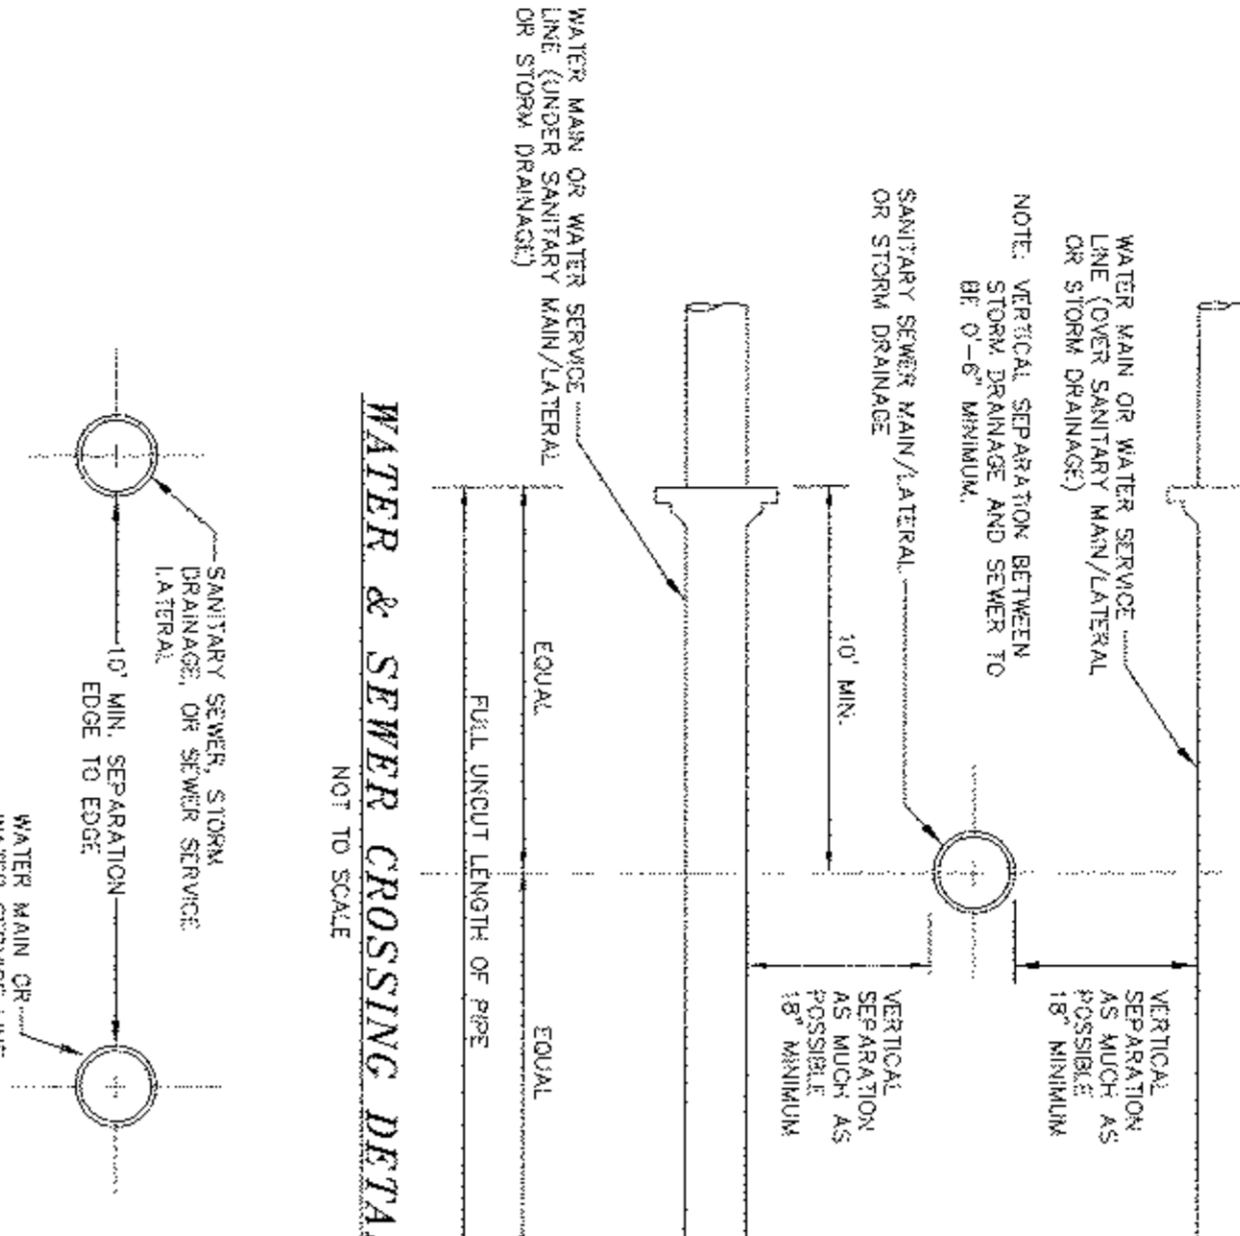 WATER MAIN OR WATER SERVICE
LINE (OVER SANITARY MAIN/LATERAL
OR STORM DRAINAGE)
NOTE: VERTICAL SEPARATION BETWEEN
STORM DRAINAGE AND SEWER TO
BE 0'-6" MINIMUM.
SANITARY SEWER MAIN/LATERAL
OR STORM DRAINAGE
VERTICAL
SEPARATION
AS MUCH AS
POSSIBLE
18" MINIMUM
VERTICAL
SEPARATION
AS MUCH AS
POSSIBLE
18" MINIMUM
10' MIN.
WATER MAIN OR WATER SERVICE
LINE (UNDER SANITARY MAIN/LATERAL
OR STORM DRAINAGE)
EQUAL
EQUAL
FULL UNCUT LENGTH OF PIPE
WATER & SEWER CROSSING DETA
NOT TO SCALE
SANITARY SEWER, STORM
DRAINAGE, OR SEWER SERVICE
LATERAL
10' MIN. SEPARATION
EDGE TO EDGE
WATER MAIN OR